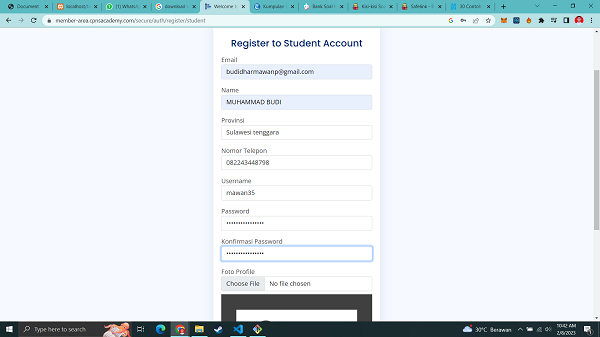 Document
localhost/
(1) WhatsA
download
Welcome t
Kumpulan
Bank Soal
Kisi-kisi So
Safelink -
3D Contoh
member-area.cpnsacademy.com/secure/auth/register/student
Register to Student Account
Email
budidharmawanp@gmail.com
Name
MUHAMMAD BUDI
Provinsi
Sulawesi tenggara
Nomor Telepon
082243448798
Username
mawan35
Password
Konfirmasi Password
Foto Profile
Choose File No file chosen
Type here to search
30°C Berawan
10:42 AM
2/8/2023